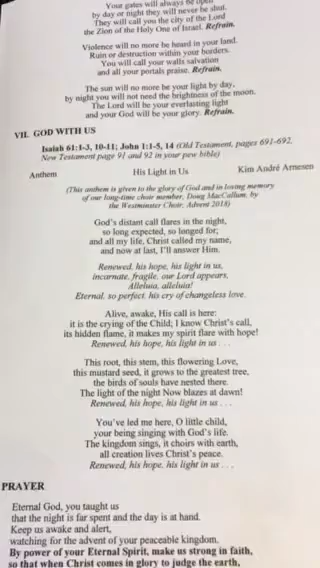 Your gates will always be open
by day or night they will never be shut.
They will call you the city of the Lord
the Zion of the Holy One of Israel. Refrain.
Violence will no more be heard in your land.
Ruin or destruction within your borders.
You will call your walls salvation
and all your portals praise. Refrain.
The sun will no more be your light by day,
by night you will not need the brightness of the moon.
The Lord will be your everlasting light
and your God will be your glory. Refrain.
VII. GOD WITH US
Isaiah 61:1-3, 10-11; John 1:1-5, 14 (Old Testament, pages 691-692,
New Testament page 91 and 92 in your pew bible)
Anthem His Light in Us Kim André Arnesen
(This anthem is given to the glory of God and in loving memory
of our long-time choir member, Doug MacCallum, by
the Westminster Choir; Advent 2018)
God's distant call flares in the night,
so long expected, so longed for;
and all my life, Christ called my name,
and now at last, I'll answer Him.
Renewed, his hope, his light in us,
incarnate, fragile, our Lord appears,
Alleluia, alleluia!
Eternal, so perfect, his cry of changeless love.
Alive, awake, His call is here:
it is the crying of the Child; I know Christ's call,
its hidden flame, it makes my spirit flare with hope!
Renewed, his hope, his light in us . . .
This root, this stem, this flowering Love,
this mustard seed, it grows to the greatest tree,
the birds of souls have nested there.
The light of the night Now blazes at dawn!
Renewed, his hope, his light in us . . .
You've led me here, O little child,
your being singing with God's life.
The kingdom sings, it choirs with earth,
all creation lives Christ's peace.
Renewed, his hope, his light in us . . .
PRAYER
Eternal God, you taught us
that the night is far spent and the day is at hand.
Keep us awake and alert,
watching for the advent of your peaceable kingdom.
By power of your Eternal Spirit, make us strong in faith,
so that when Christ comes in glory to judge the earth,